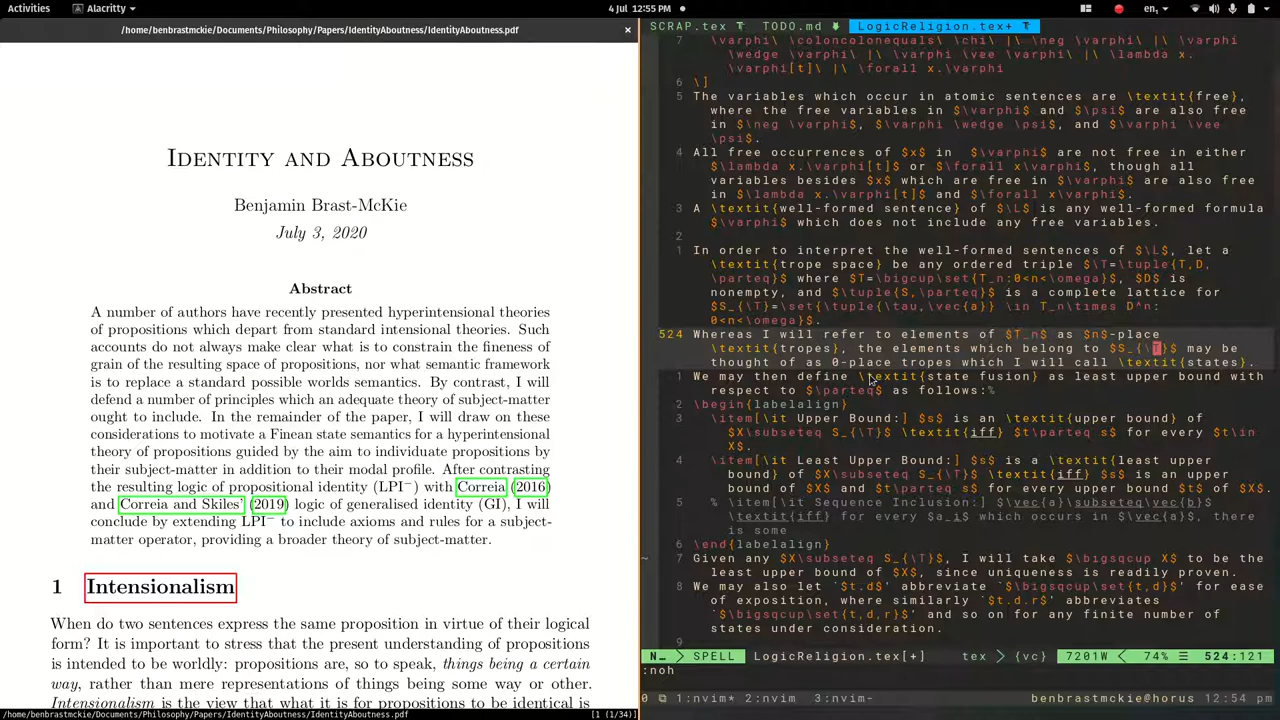 Activities Alacritty 4 Jul 12:55 PM en₁
/home/benbrastmckie/Documents/Philosophy/Papers/IdentityAboutness/IdentityAboutness.pdf ×
IDENTITY AND ABOUTNESS
Benjamin Brast-McKie
July 3, 2020
Abstract
A number of authors have recently presented hyperintensional theories
of propositions which depart from standard intensional theories. Such
accounts do not always make clear what is to constrain the fineness of
grain of the resulting space of propositions, nor what semantic framework
is to replace a standard possible worlds semantics. By contrast, I will
defend a number of principles which an adequate theory of subject-matter
ought to include. In the remainder of the paper, I will draw on these
considerations to motivate a Finean state semantics for a hyperintensional
theory of propositions guided by the aim to individuate propositions by
their subject-matter in addition to their modal profile. After contrasting
the resulting logic of propositional identity (LPI⁻) with Correia (2016)
and Correia and Skiles' (2019) logic of generalised identity (GI), I will
conclude by extending LPI⁻ to include axioms and rules for a subject-
matter operator, providing a broader theory of subject-matter.
1 Intensionalism
When do two sentences express the same proposition in virtue of their logical
form? It is important to stress that the present understanding of propositions
is intended to be worldly: propositions are, so to speak, things being a certain
way, rather than mere representations of things being some way or other.
Intensionalism is the view that what it is for propositions to be identical is
/home/benbrastmckie/Documents/Philosophy/Papers/IdentityAboutness/IdentityAboutness.pdf [1 (1/34)]
SCRAP.tex TODO.md LogicReligion.tex+
7 \varphi\ \coloncolonequals\ \chi\ |\ \neg \varphi\ |\ \varphi
\wedge \varphi\ |\ \varphi \vee \varphi\ |\ \lambda x.
\varphi[t]\ |\ \forall x.\varphi
6 \]
5 The variables which occur in atomic sentences are \textit{free},
where the free variables in $\varphi$ and $\psi$ are also free
in $\neg \varphi$, $\varphi \wedge \psi$, and $\varphi \vee
\psi$.
4 All free occurrences of $x$ in  $\varphi$ are not free in either
$\lambda x.\varphi[t]$ or $\forall x.\varphi$, though all
variables besides $x$ which are free in $\varphi$ are also free
in $\lambda x.\varphi[t]$ and $\forall x\varphi$.
3 A \textit{well-formed sentence} of $\L$ is any well-formed formula
$\varphi$ which does not include any free variables.
2
1 In order to interpret the well-formed sentences of $\L$, let a
\textit{trope space} be any ordered triple $\T=\tuple{T,D,
\parteq}$ where $T=\bigcup\set{T_n:0<n<\omega}$, $D$ is
nonempty, and $\tuple{S,\parteq}$ is a complete lattice for
$S_{\T}=\set{\tuple{\tau,\vec{a}} \in T_n\times D^n:
0<n<\omega}$.
524 Whereas I will refer to elements of $T_n$ as $n$-place
\textit{tropes}, the elements which belong to $S_{\T}$ may be
thought of as 0-place tropes which I will call \textit{states}.
1 We may then define \textit{state fusion} as least upper bound with
respect to $\parteq$ as follows:%
2 \begin{labelalign}
3 \item[\it Upper Bound:] $s$ is an \textit{upper bound} of
$X\subseteq S_{\T}$ \textit{iff} $t\parteq s$ for every $t\in
X$.
4 \item[\it Least Upper Bound:] $s$ is a \textit{least upper
bound} of $X\subseteq S_{\T}$ \textit{iff} $s$ is an upper
bound of $X$ and $t\parteq s$ for every upper bound $t$ of $X$.
5 % \item[\it Sequence Inclusion:] $\vec{a}\subseteq\vec{b}$
\textit{iff} for every $a_i$ which occurs in $\vec{a}$, there
is some
6 \end{labelalign}
~ 7 Given any $X\subseteq S_{\T}$, I will take $\bigsqcup X$ to be the
least upper bound of $X$, since uniqueness is readily proven.
8 We may also let `$t.d$' abbreviate `$\bigsqcup\set{t,d}$' for ease
of exposition, where similarly `$t.d.r$' abbreviates
`$\bigsqcup\set{t,d,r}$' and so on for any finite number of
states under consideration.
9
N… SPELL LogicReligion.tex[+] tex {vc} 7201W 74% ☰ 524:121
:noh
0 1:nvim* 2:nvim 3:nvim- benbrastmckie@horus 12:54 pm